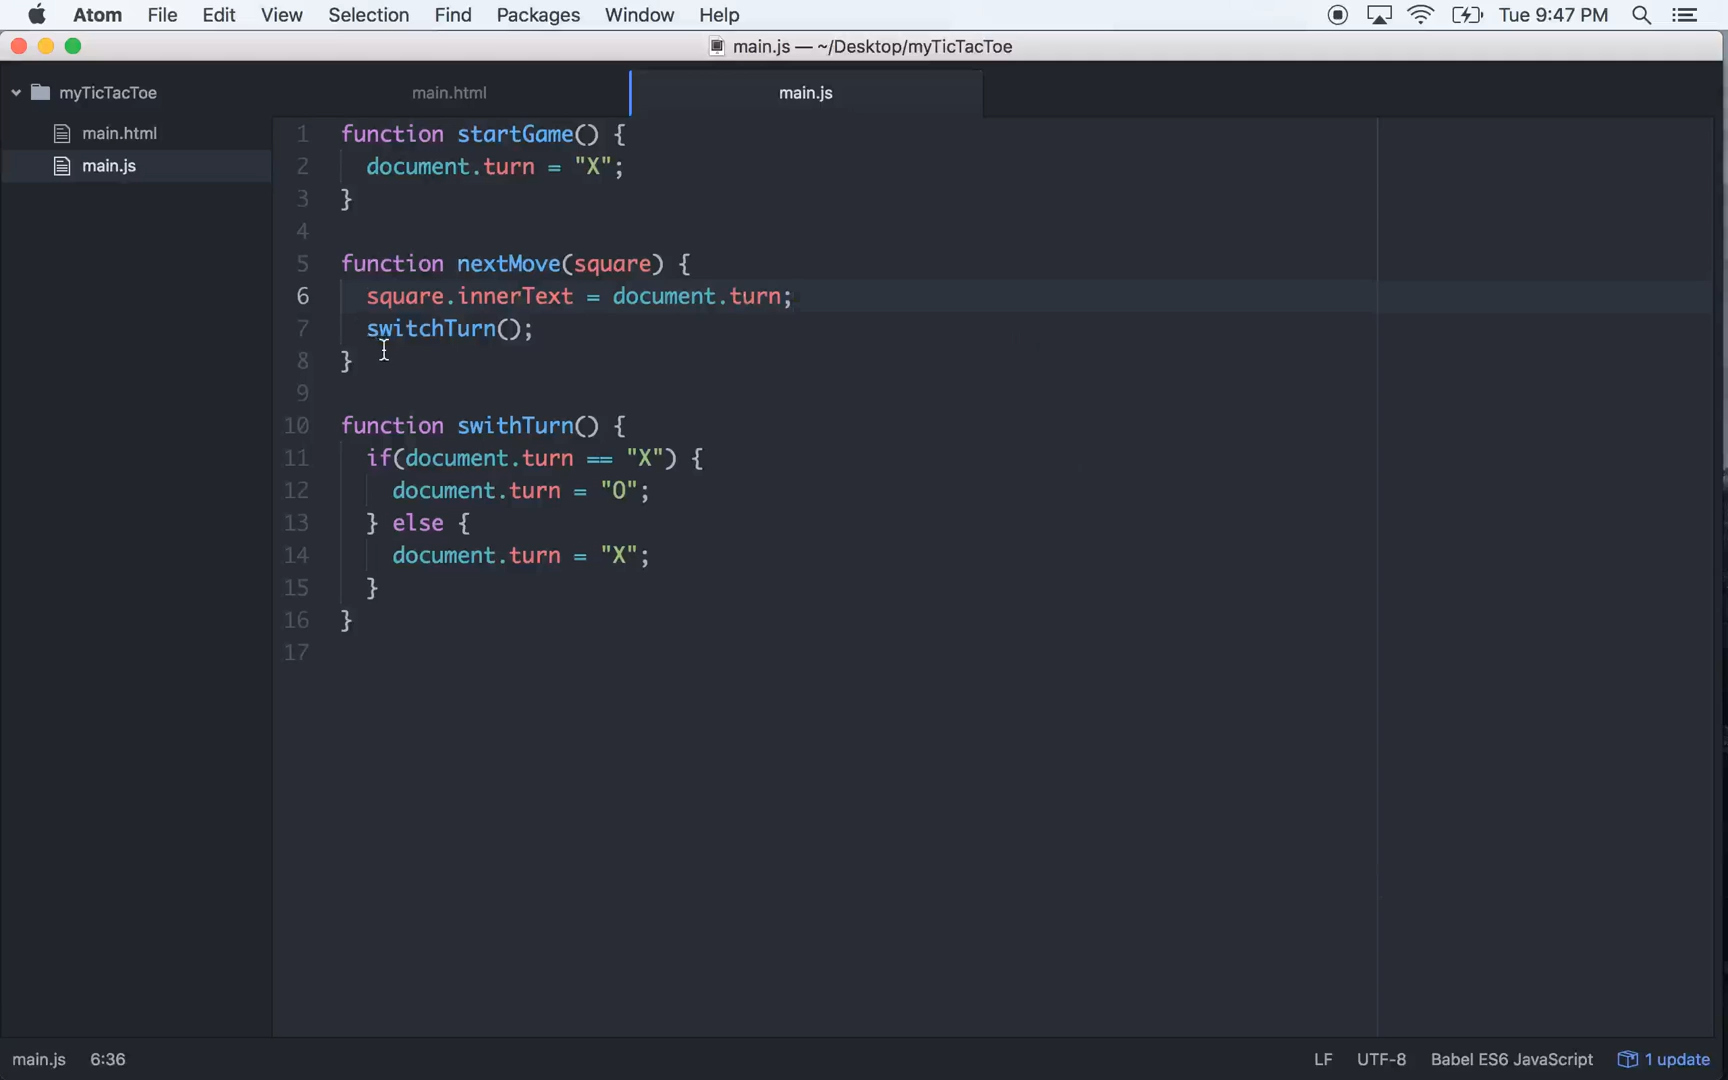 Atom File Edit View Selection Find Packages Window Help Tue 9:47 PM
main.js — ~/Desktop/myTicTacToe
myTicTacToe
main.html
main.js
main.html main.js
1 function startGame() {
2 document.turn = "X";
3 }
4
5 function nextMove(square) {
6 square.innerText = document.turn;
7 switchTurn();
8 }
9
10 function swithTurn() {
11 if(document.turn == "X") {
12 document.turn = "O";
13 } else {
14 document.turn = "X";
15 }
16 }
17
main.js 6:36 LF UTF-8 Babel ES6 JavaScript 1 update